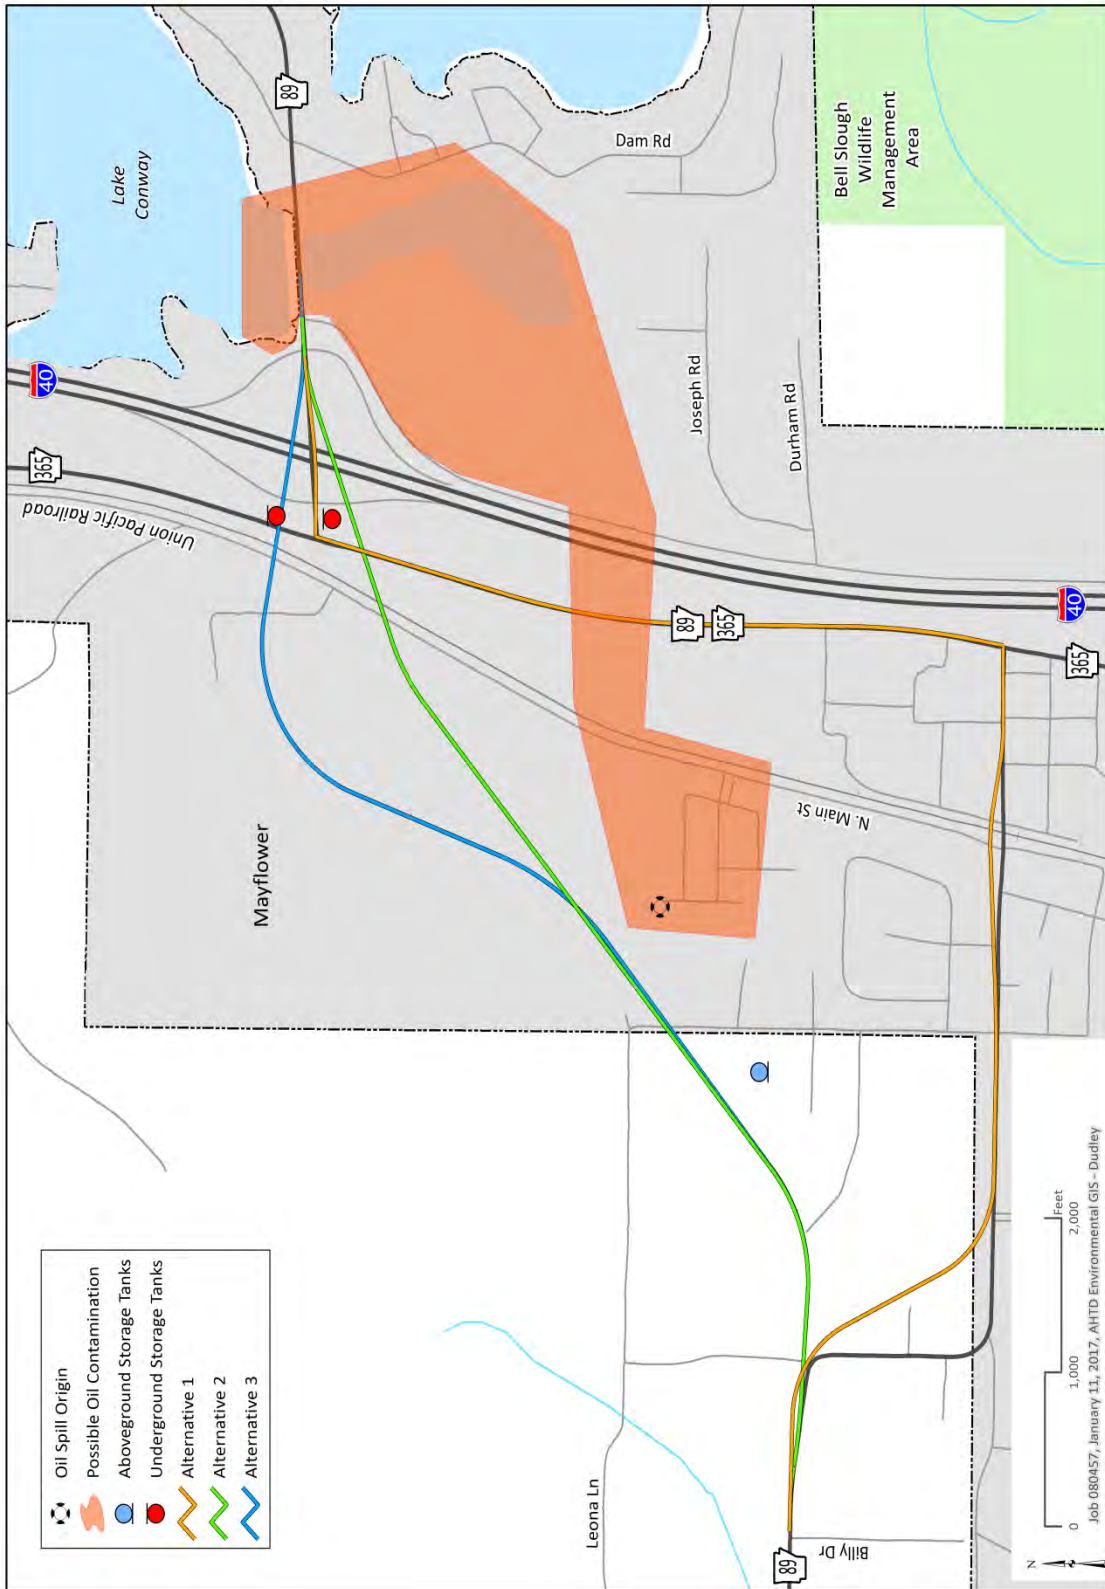 Oil Spill Origin
Possible Oil Contamination
Aboveground Storage Tanks
Underground Storage Tanks
Alternative 1
Alternative 2
Alternative 3
Mayflower
Lake
Conway
89
40
365
Union Pacific Railroad
Dam Rd
Bell Slough
Wildlife
Management
Area
Joseph Rd
Durham Rd
89
365
N. Main St
40
365
Leona Ln
Billy Dr
89
N
0
1,000
2,000
Feet
Job 080457, January 11, 2017, AHTD Environmental GIS - Dudley